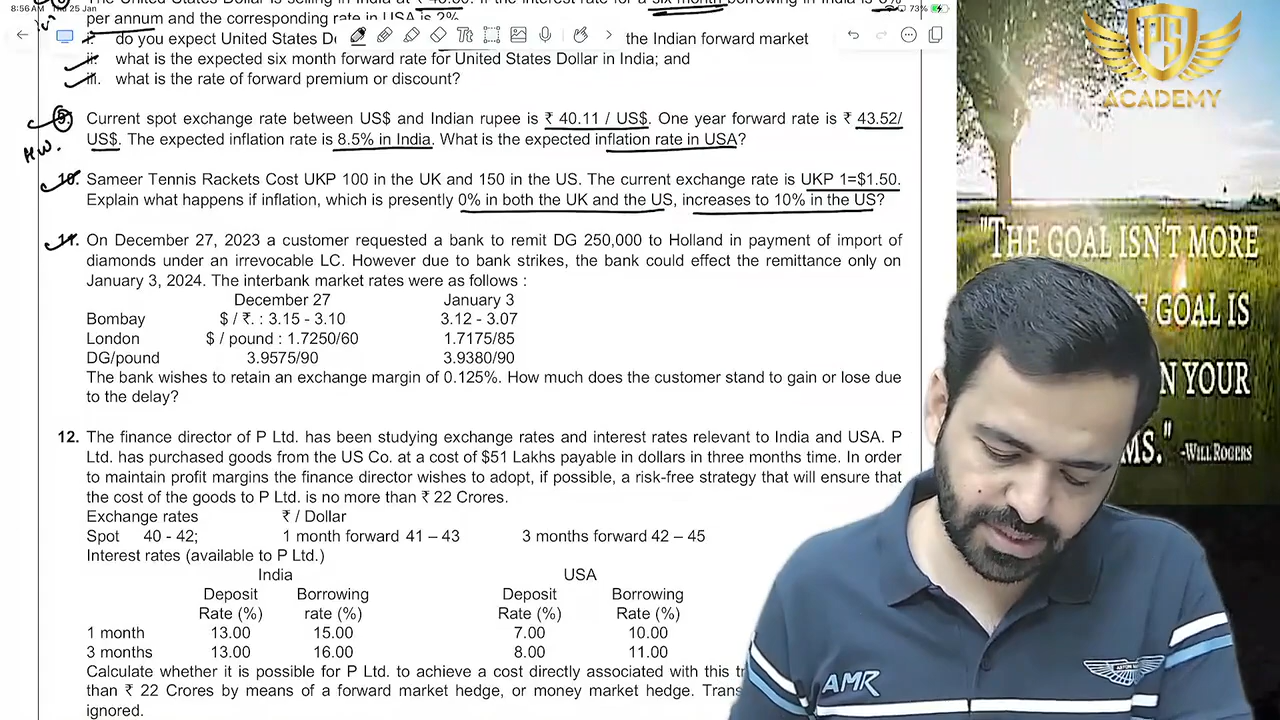 8:56 AM Thu 25 Jan
73%
per annum and the corresponding rate in USA is 2%
do you expect United States
the Indian forward market
ii. what is the expected six month forward rate for United States Dollar in India; and
iii. what is the rate of forward premium or discount?
9. Current spot exchange rate between US$ and Indian rupee is ₹ 40.11 / US$. One year forward rate is ₹ 43.52/
US$. The expected inflation rate is 8.5% in India. What is the expected inflation rate in USA?
H.W.
10. Sameer Tennis Rackets Cost UKP 100 in the UK and 150 in the US. The current exchange rate is UKP 1=$1.50.
Explain what happens if inflation, which is presently 0% in both the UK and the US, increases to 10% in the US?
11. On December 27, 2023 a customer requested a bank to remit DG 250,000 to Holland in payment of import of
diamonds under an irrevocable LC. However due to bank strikes, the bank could effect the remittance only on
January 3, 2024. The interbank market rates were as follows :
December 27 January 3
Bombay $ / ₹. : 3.15 - 3.10 3.12 - 3.07
London $ / pound : 1.7250/60 1.7175/85
DG/pound 3.9575/90 3.9380/90
The bank wishes to retain an exchange margin of 0.125%. How much does the customer stand to gain or lose due
to the delay?
12. The finance director of P Ltd. has been studying exchange rates and interest rates relevant to India and USA. P
Ltd. has purchased goods from the US Co. at a cost of $51 Lakhs payable in dollars in three months time. In order
to maintain profit margins the finance director wishes to adopt, if possible, a risk-free strategy that will ensure that
the cost of the goods to P Ltd. is no more than ₹ 22 Crores.
Exchange rates ₹ / Dollar
Spot 40 - 42; 1 month forward 41 – 43 3 months forward 42 – 45
Interest rates (available to P Ltd.)
India USA
Deposit Borrowing Deposit Borrowing
Rate (%) rate (%) Rate (%) Rate (%)
1 month 13.00 15.00 7.00 10.00
3 months 13.00 16.00 8.00 11.00
Calculate whether it is possible for P Ltd. to achieve a cost directly associated with this
than ₹ 22 Crores by means of a forward market hedge, or money market hedge.
ignored.
PS
ACADEMY
"THE GOAL ISN'T MORE
GOAL IS
N YOUR
MS." -WILL ROGERS
AMR
ASTON MARTIN